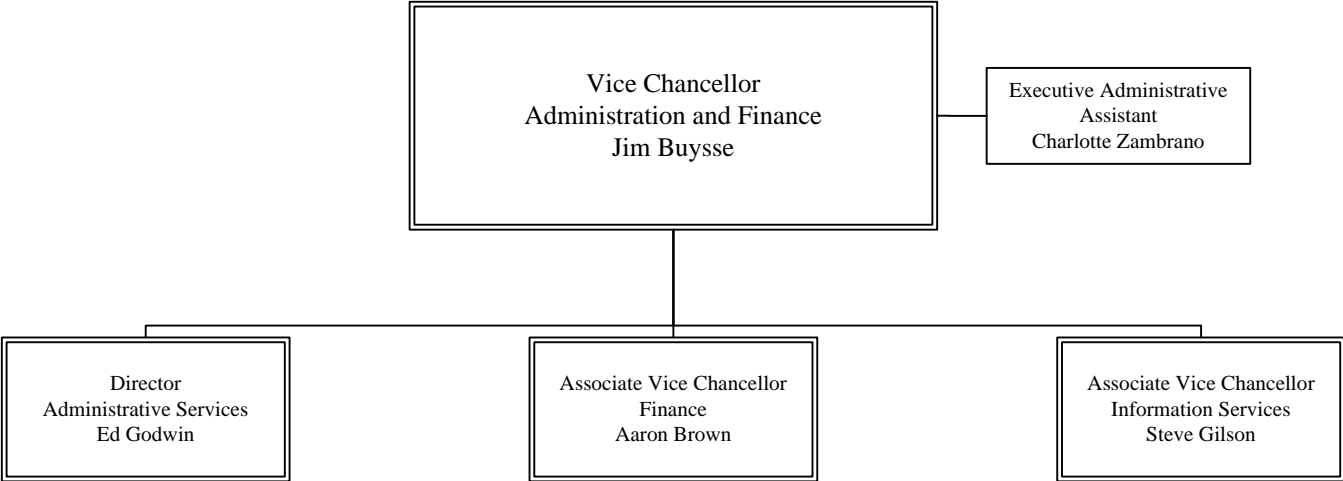 Vice Chancellor
Administration and Finance
Jim Buysse
Executive Administrative
Assistant
Charlotte Zambrano
Director
Administrative Services
Ed Godwin
Associate Vice Chancellor
Finance
Aaron Brown
Associate Vice Chancellor
Information Services
Steve Gilson